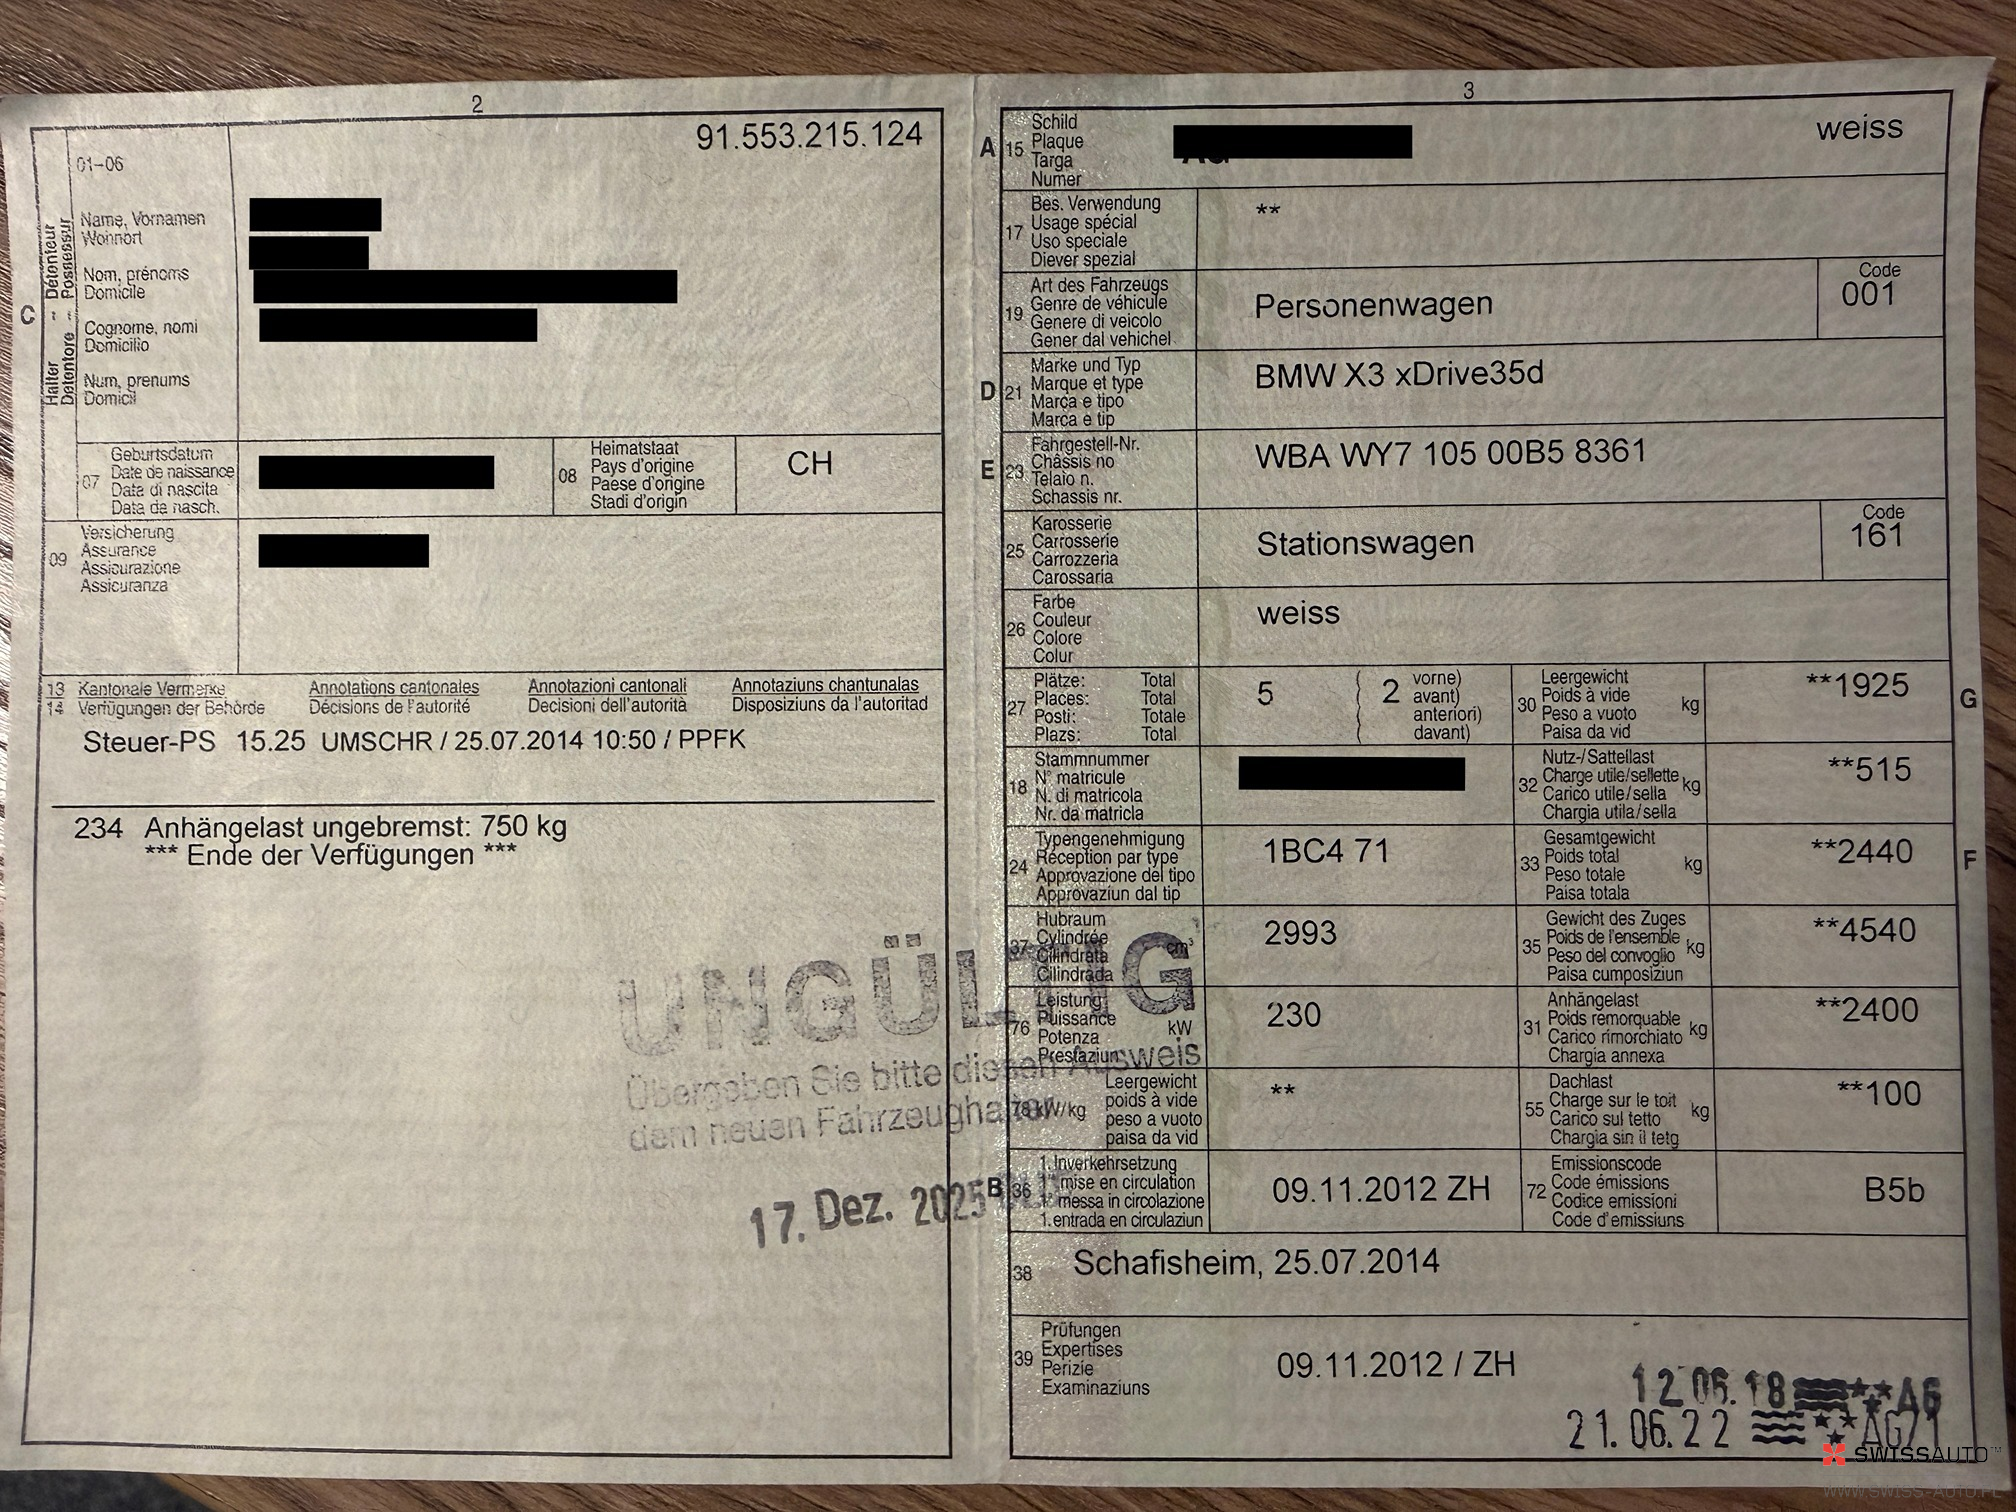 2
91.553.215.124
01-06
Halter - Détenteur
Detentore - Possessur
C
Name, Vornamen
Wohnort
Nom, prénoms
Domicile
Cognome, nomi
Domicilio
Num, prenums
Domicil
07
Geburtsdatum
Date de naissance
Data di nascita
Data da nasch.
08
Heimatstaat
Pays d'origine
Paese d'origine
Stadi d'origin
CH
09
Versicherung
Assurance
Assicurazione
Assicuranza
13
14
Kantonale Vermerke
Verfügungen der Behörde
Annotations cantonales
Décisions de l'autorité
Annotazioni cantonali
Decisioni dell'autorità
Annotaziuns chantunalas
Disposiziuns da l'autoritad
Steuer-PS 15.25 UMSCHR / 25.07.2014 10:50 / PPFK
234 Anhängelast ungebremst: 750 kg
*** Ende der Verfügungen ***
UNGÜLTIG
Übergeben Sie bitte diesen Ausweis
dem neuen Fahrzeughalter
17. Dez. 2025
3
A
15
Schild
Plaque
Targa
Numer
weiss
17
Bes. Verwendung
Usage spécial
Uso speciale
Diever spezial
**
19
Art des Fahrzeugs
Genre de véhicule
Genere di veicolo
Gener dal vehichel
Personenwagen
Code
001
D
21
Marke und Typ
Marque et type
Marca e tipo
Marca e tip
BMW X3 xDrive35d
E
23
Fahrgestell-Nr.
Châssis no
Telaio n.
Schassis nr.
WBA WY7 105 00B5 8361
25
Karosserie
Carrosserie
Carrozzeria
Carossaria
Stationswagen
Code
161
26
Farbe
Couleur
Colore
Colur
weiss
27
Plätze: Total
Places: Total
Posti: Totale
Plazs: Total
5
( 2 vorne)
( avant)
( anteriori)
( davant)
30
Leergewicht
Poids à vide
Peso a vuoto
Paisa da vid
kg
**1925
G
18
Stammnummer
N° matricule
N. di matricola
Nr. da matricla
32
Nutz-/Sattellast
Charge utile/sellette
Carico utile/sella
Chargia utila/sella
kg
**515
24
Typengenehmigung
Réception par type
Approvazione del tipo
Approvaziun dal tip
1BC4 71
33
Gesamtgewicht
Poids total
Peso totale
Paisa totala
kg
**2440
F
37
Hubraum
Cylindrée
Cilindrata
Cilindrada
cm³
2993
35
Gewicht des Zuges
Poids de l'ensemble
Peso del convoglio
Paisa cumposiziun
kg
**4540
76
Leistung
Puissance
Potenza
Prestaziun
kW
230
31
Anhängelast
Poids remorquable
Carico rimorchiato
Chargia annexa
kg
**2400
78
kW/kg
Leergewicht
poids à vide
peso a vuoto
paisa da vid
**
55
Dachlast
Charge sur le toit
Carico sul tetto
Chargia sin il tetg
kg
**100
B
36
1. Inverkehrsetzung
1re mise en circulation
1a messa in circolazione
1. entrada en circulaziun
09.11.2012 ZH
72
Emissionscode
Code émissions
Codice emissioni
Code d'emissiuns
B5b
38
Schafisheim, 25.07.2014
39
Prüfungen
Expertises
Perizie
Examinaziuns
09.11.2012 / ZH
12.06.18 AG
21.06.22 AG71
SWISSAUTO™
WWW.SWISS-AUTO.PL